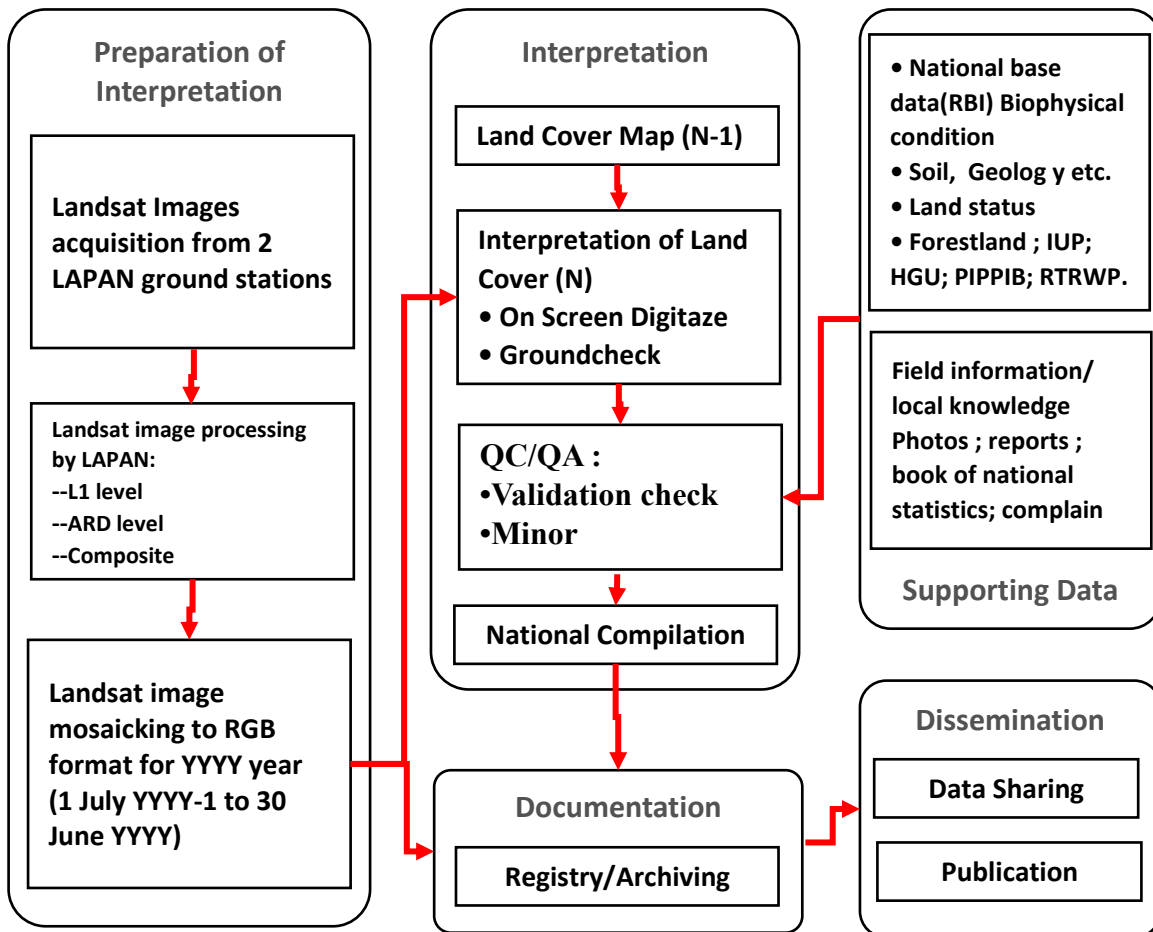 Preparation of
Interpretation
Landsat Images
acquisition from 2
LAPAN ground stations
Landsat image processing
by LAPAN:
--L1 level
--ARD level
--Composite
Landsat image
mosaicking to RGB
format for YYYY year
(1 July YYYY-1 to 30
June YYYY)
Interpretation
Land Cover Map (N-1)
Interpretation of Land
Cover (N)
• On Screen Digitaze
• Groundcheck
QC/QA :
•Validation check
•Minor
National Compilation
Documentation
Registry/Archiving
• National base
data(RBI) Biophysical
condition
• Soil, Geolog y etc.
• Land status
• Forestland ; IUP;
HGU; PIPPIB; RTRWP.
Field information/
local knowledge
Photos ; reports ;
book of national
statistics; complain
Supporting Data
Dissemination
Data Sharing
Publication